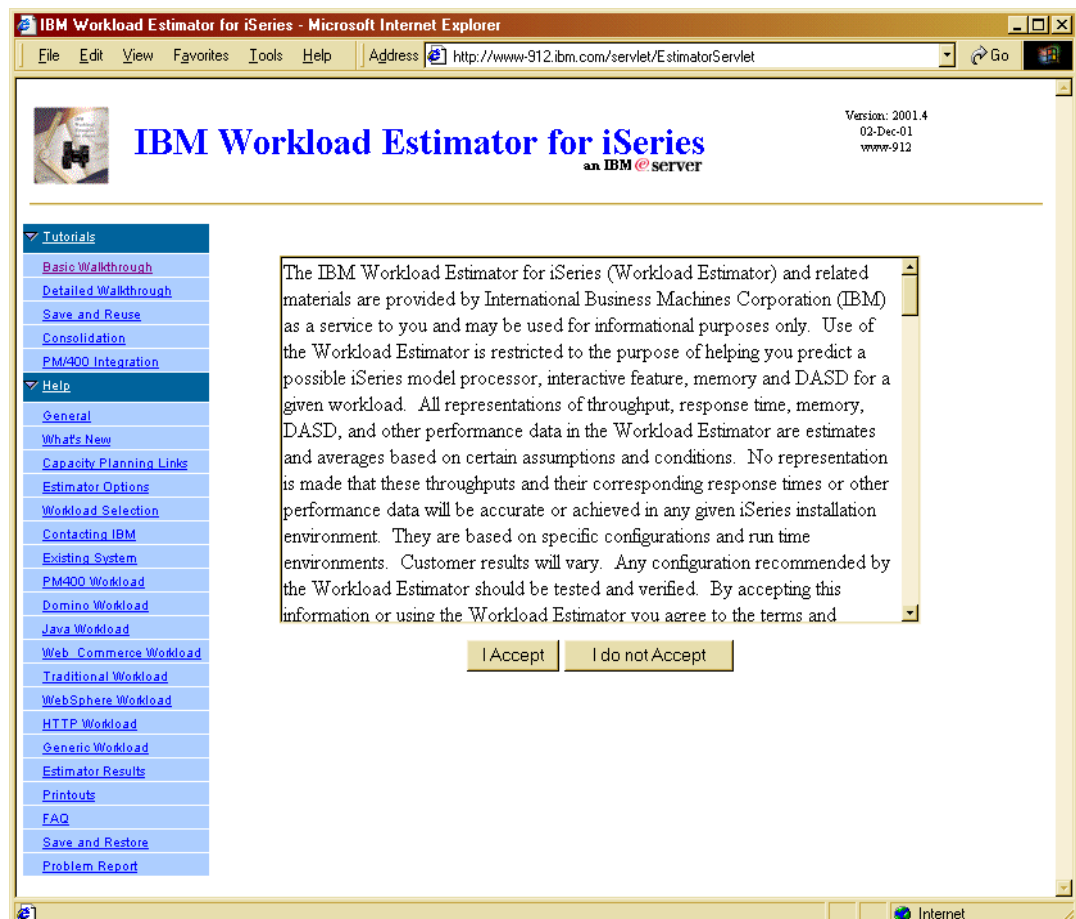 IBM Workload Estimator for iSeries - Microsoft Internet Explorer
File Edit View Favorites Tools Help Address http://www-912.ibm.com/servlet/EstimatorServlet Go
IBM Workload Estimator for iSeries
an IBM e server
Version: 2001.4
02-Dec-01
www-912
Tutorials
Basic Walkthrough
Detailed Walkthrough
Save and Reuse
Consolidation
PM/400 Integration
Help
General
What's New
Capacity Planning Links
Estimator Options
Workload Selection
Contacting IBM
Existing System
PM400 Workload
Domino Workload
Java Workload
Web Commerce Workload
Traditional Workload
WebSphere Workload
HTTP Workload
Generic Workload
Estimator Results
Printouts
FAQ
Save and Restore
Problem Report
The IBM Workload Estimator for iSeries (Workload Estimator) and related
materials are provided by International Business Machines Corporation (IBM)
as a service to you and may be used for informational purposes only. Use of
the Workload Estimator is restricted to the purpose of helping you predict a
possible iSeries model processor, interactive feature, memory and DASD for a
given workload. All representations of throughput, response time, memory,
DASD, and other performance data in the Workload Estimator are estimates
and averages based on certain assumptions and conditions. No representation
is made that these throughputs and their corresponding response times or other
performance data will be accurate or achieved in any given iSeries installation
environment. They are based on specific configurations and run time
environments. Customer results will vary. Any configuration recommended by
the Workload Estimator should be tested and verified. By accepting this
information or using the Workload Estimator you agree to the terms and
I Accept I do not Accept
Internet